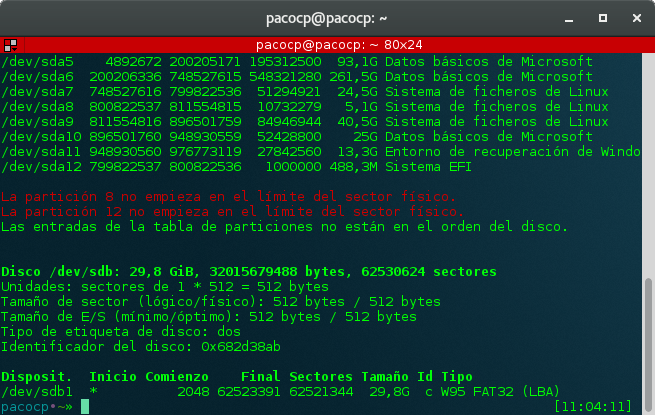 pacocp@pacocp: ~
pacocp@pacocp: ~ 80x24
/dev/sda5     4892672 200205171 195312500  93,1G Datos básicos de Microsoft
/dev/sda6   200206336 748527615 548321280 261,5G Datos básicos de Microsoft
/dev/sda7   748527616 799822536  51294921  24,5G Sistema de ficheros de Linux
/dev/sda8   800822537 811554815  10732279   5,1G Sistema de ficheros de Linux
/dev/sda9   811554816 896501759  84946944  40,5G Sistema de ficheros de Linux
/dev/sda10 896501760 948930559  52428800    25G Datos básicos de Microsoft
/dev/sda11 948930560 976773119  27842560  13,3G Entorno de recuperación de Windo
/dev/sda12 799822537 800822536   1000000 488,3M Sistema EFI
La partición 8 no empieza en el límite del sector físico.
La partición 12 no empieza en el límite del sector físico.
Las entradas de la tabla de particiones no están en el orden del disco.
Disco /dev/sdb: 29,8 GiB, 32015679488 bytes, 62530624 sectores
Unidades: sectores de 1 * 512 = 512 bytes
Tamaño de sector (lógico/físico): 512 bytes / 512 bytes
Tamaño de E/S (mínimo/óptimo): 512 bytes / 512 bytes
Tipo de etiqueta de disco: dos
Identificador del disco: 0x682d38ab
Disposit.  Inicio Comienzo    Final Sectores Tamaño Id Tipo
/dev/sdb1  *          2048 62523391 62521344  29,8G  c W95 FAT32 (LBA)
pacocp•~» [11:04:11]